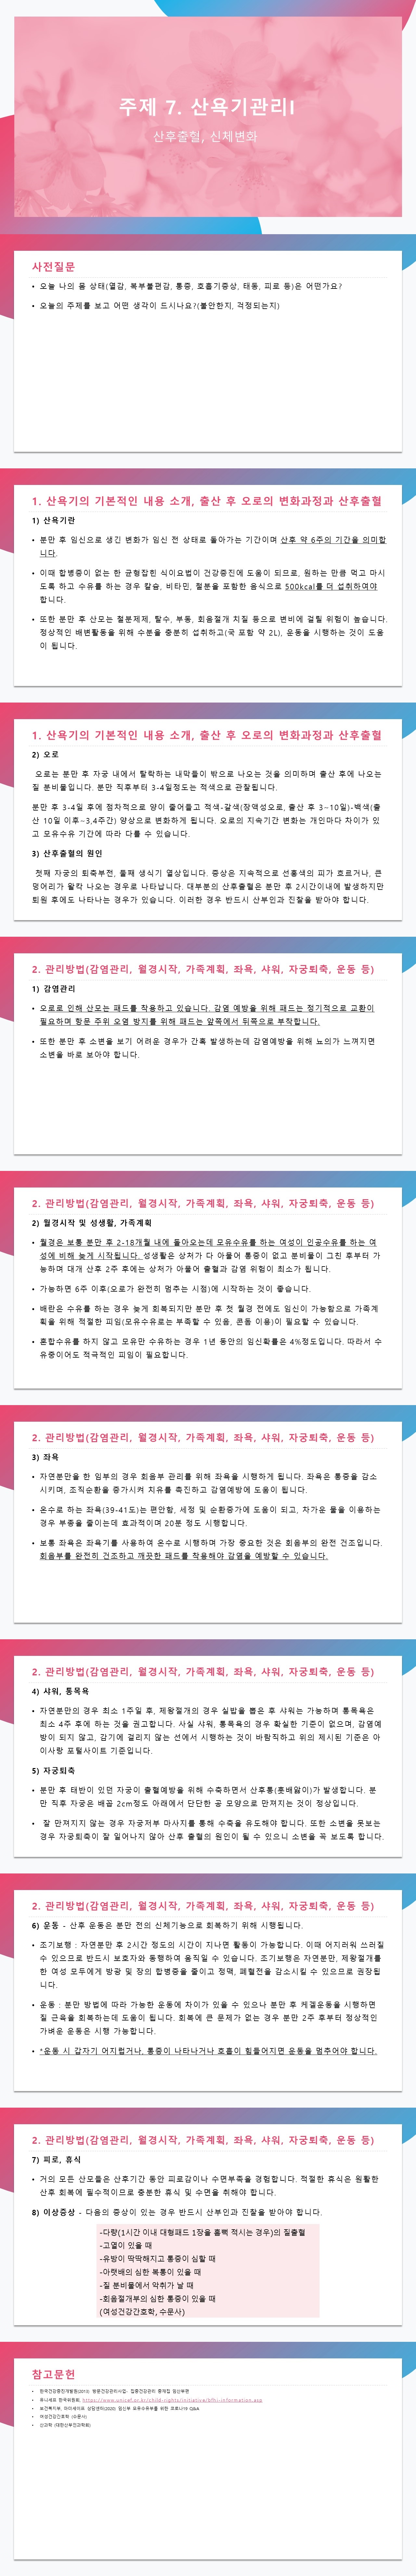 주제 7. 산욕기관리I
산후출혈, 신체변화
사전질문
• 오늘 나의 몸 상태(열감, 복부불편감, 통증, 호흡기증상, 태동, 피로 등)은 어떤가요?
• 오늘의 주제를 보고 어떤 생각이 드시나요?(불안한지, 걱정되는지)
1. 산욕기의 기본적인 내용 소개, 출산 후 오로의 변화과정과 산후출혈
1) 산욕기란
• 분만 후 임신으로 생긴 변화가 임신 전 상태로 돌아가는 기간이며 산후 약 6주의 기간을 의미합
니다.
• 이때 합병증이 없는 한 균형잡힌 식이요법이 건강증진에 도움이 되므로, 원하는 만큼 먹고 마시
도록 하고 수유를 하는 경우 칼슘, 비타민, 철분을 포함한 음식으로 500kcal를 더 섭취하여야
합니다.
• 또한 분만 후 산모는 철분제제, 탈수, 부동, 회음절개 치질 등으로 변비에 걸릴 위험이 높습니다.
정상적인 배변활동을 위해 수분을 충분히 섭취하고(국 포함 약 2L), 운동을 시행하는 것이 도움
이 됩니다.
1. 산욕기의 기본적인 내용 소개, 출산 후 오로의 변화과정과 산후출혈
2) 오로
오로는 분만 후 자궁 내에서 탈락하는 내막들이 밖으로 나오는 것을 의미하며 출산 후에 나오는
질 분비물입니다. 분만 직후부터 3-4일정도는 적색으로 관찰됩니다.
분만 후 3-4일 후에 점차적으로 양이 줄어들고 적색-갈색(장액성오로, 출산 후 3~10일)-백색(출
산 10일 이후~3,4주간) 양상으로 변화하게 됩니다. 오로의 지속기간 변화는 개인마다 차이가 있
고 모유수유 기간에 따라 다를 수 있습니다.
3) 산후출혈의 원인
첫째 자궁의 퇴축부전, 둘째 생식기 열상입니다. 증상은 지속적으로 선홍색의 피가 흐르거나, 큰
덩어리가 왈칵 나오는 경우로 나타납니다. 대부분의 산후출혈은 분만 후 2시간이내에 발생하지만
퇴원 후에도 나타나는 경우가 있습니다. 이러한 경우 반드시 산부인과 진찰을 받아야 합니다.
2. 관리방법(감염관리, 월경시작, 가족계획, 좌욕, 샤워, 자궁퇴축, 운동 등)
1) 감염관리
• 오로로 인해 산모는 패드를 착용하고 있습니다. 감염 예방을 위해 패드는 정기적으로 교환이
필요하며 항문 주위 오염 방지를 위해 패드는 앞쪽에서 뒤쪽으로 부착합니다.
• 또한 분만 후 소변을 보기 어려운 경우가 간혹 발생하는데 감염예방을 위해 뇨의가 느껴지면
소변을 바로 보아야 합니다.
2. 관리방법(감염관리, 월경시작, 가족계획, 좌욕, 샤워, 자궁퇴축, 운동 등)
2) 월경시작 및 성생활, 가족계획
• 월경은 보통 분만 후 2-18개월 내에 돌아오는데 모유수유를 하는 여성이 인공수유를 하는 여
성에 비해 늦게 시작됩니다. 성생활은 상처가 다 아물어 통증이 없고 분비물이 그친 후부터 가
능하며 대개 산후 2주 후에는 상처가 아물어 출혈과 감염 위험이 최소가 됩니다.
• 가능하면 6주 이후(오로가 완전히 멈추는 시점)에 시작하는 것이 좋습니다.
• 배란은 수유를 하는 경우 늦게 회복되지만 분만 후 첫 월경 전에도 임신이 가능함으로 가족계
획을 위해 적절한 피임(모유수유로는 부족할 수 있음, 콘돔 이용)이 필요할 수 있습니다.
• 혼합수유를 하지 않고 모유만 수유하는 경우 1년 동안의 임신확률은 4%정도입니다. 따라서 수
유중이어도 적극적인 피임이 필요합니다.
2. 관리방법(감염관리, 월경시작, 가족계획, 좌욕, 샤워, 자궁퇴축, 운동 등)
3) 좌욕
• 자연분만을 한 임부의 경우 회음부 관리를 위해 좌욕을 시행하게 됩니다. 좌욕은 통증을 감소
시키며, 조직순환을 증가시켜 치유를 촉진하고 감염예방에 도움이 됩니다.
• 온수로 하는 좌욕(39-41도)는 편안함, 세정 및 순환증가에 도움이 되고, 차가운 물을 이용하는
경우 부종을 줄이는데 효과적이며 20분 정도 시행합니다.
• 보통 좌욕은 좌욕기를 사용하여 온수로 시행하며 가장 중요한 것은 회음부의 완전 건조입니다.
회음부를 완전히 건조하고 깨끗한 패드를 착용해야 감염을 예방할 수 있습니다.
2. 관리방법(감염관리, 월경시작, 가족계획, 좌욕, 샤워, 자궁퇴축, 운동 등)
4) 샤워, 통목욕
• 자연분만의 경우 최소 1주일 후, 제왕절개의 경우 실밥을 뽑은 후 샤워는 가능하며 통목욕은
최소 4주 후에 하는 것을 권고합니다. 사실 샤워, 통목욕의 경우 확실한 기준이 없으며, 감염예
방이 되지 않고, 감기에 걸리지 않는 선에서 시행하는 것이 바람직하고 위의 제시된 기준은 아
이사랑 포털사이트 기준입니다.
5) 자궁퇴축
• 분만 후 태반이 있던 자궁이 출혈예방을 위해 수축하면서 산후통(훗배앓이)가 발생합니다. 분
만 직후 자궁은 배꼽 2cm정도 아래에서 단단한 공 모양으로 만져지는 것이 정상입니다.
• 잘 만져지지 않는 경우 자궁저부 마사지를 통해 수축을 유도해야 합니다. 또한 소변을 못보는
경우 자궁퇴축이 잘 일어나지 않아 산후 출혈의 원인이 될 수 있으니 소변을 꼭 보도록 합니다.
2. 관리방법(감염관리, 월경시작, 가족계획, 좌욕, 샤워, 자궁퇴축, 운동 등)
6) 운동 - 산후 운동은 분만 전의 신체기능으로 회복하기 위해 시행됩니다.
• 조기보행 : 자연분만 후 2시간 정도의 시간이 지나면 활동이 가능합니다. 이때 어지러워 쓰러질
수 있으므로 반드시 보호자와 동행하여 움직일 수 있습니다. 조기보행은 자연분만, 제왕절개를
한 여성 모두에게 방광 및 장의 합병증을 줄이고 정맥, 폐혈전을 감소시킬 수 있으므로 권장됩
니다.
• 운동 : 분만 방법에 따라 가능한 운동에 차이가 있을 수 있으나 분만 후 케겔운동을 시행하면
질 근육을 회복하는데 도움이 됩니다. 회복에 큰 문제가 없는 경우 분만 2주 후부터 정상적인
가벼운 운동은 시행 가능합니다.
• *운동 시 갑자기 어지럽거나, 통증이 나타나거나 호흡이 힘들어지면 운동을 멈추어야 합니다.
2. 관리방법(감염관리, 월경시작, 가족계획, 좌욕, 샤워, 자궁퇴축, 운동 등)
7) 피로, 휴식
• 거의 모든 산모들은 산후기간 동안 피로감이나 수면부족을 경험합니다. 적절한 휴식은 원활한
산후 회복에 필수적이므로 충분한 휴식 및 수면을 취해야 합니다.
8) 이상증상 - 다음의 증상이 있는 경우 반드시 산부인과 진찰을 받아야 합니다.
-다량(1시간 이내 대형패드 1장을 흠뻑 적시는 경우)의 질출혈
-고열이 있을 때
-유방이 딱딱해지고 통증이 심할 때
-아랫배의 심한 복통이 있을 때
-질 분비물에서 악취가 날 때
-회음절개부의 심한 통증이 있을 때
(여성건강간호학, 수문사)
참고문헌
• 한국건강증진개발원(2013) 방문건강관리사업- 집중건강관리 중재집 임산부편
• 유니세프 한국위원회, https://www.unicef.or.kr/child-rights/initiative/bfhi-information.asp
• 보건복지부, 마더세이프 상담센터(2020) 임신부 모유수유부를 위한 코로나19 Q&A
• 여성건강간호학 (수문사)
• 산과학 (대한산부인과학회)